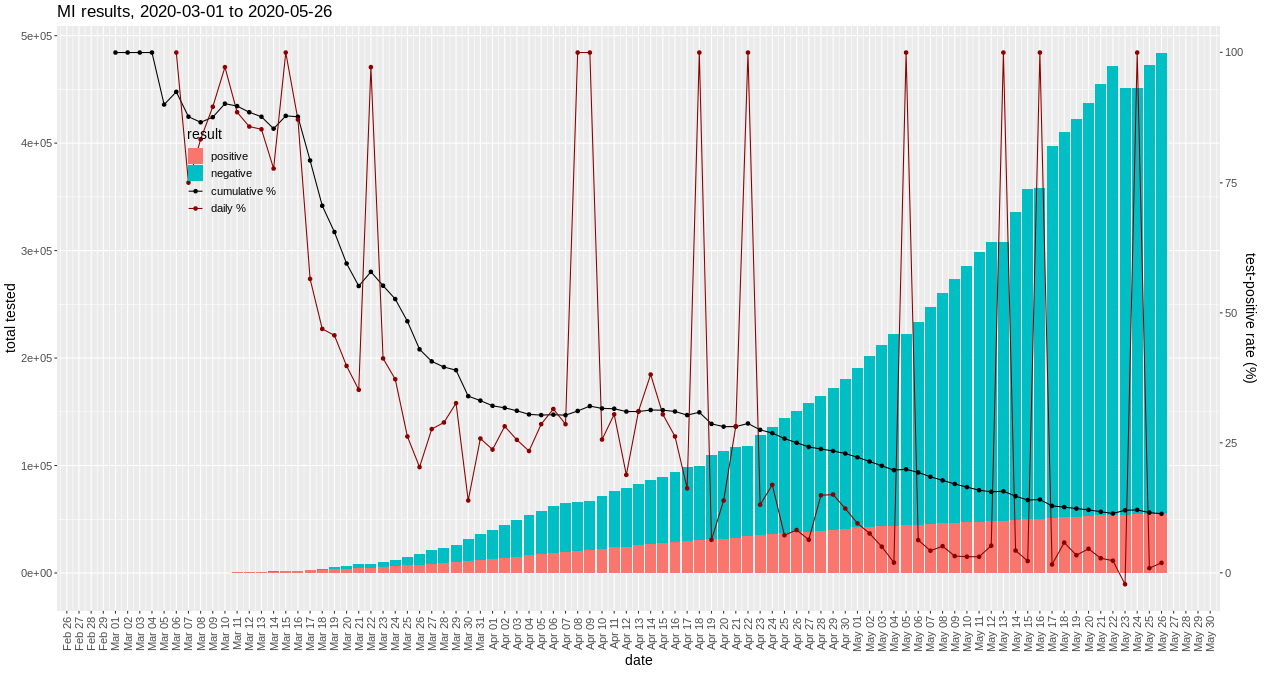 MI results, 2020-03-01 to 2020-05-26
5e+05
4e+05
3e+05
2e+05
1e+05
0e+00
total tested
result
positive
negative
cumulative %
daily %
100
75
50
25
0
test-positive rate (%)
Feb 26
Feb 27
Feb 28
Feb 29
Mar 01
Mar 02
Mar 03
Mar 04
Mar 05
Mar 06
Mar 07
Mar 08
Mar 09
Mar 10
Mar 11
Mar 12
Mar 13
Mar 14
Mar 15
Mar 16
Mar 17
Mar 18
Mar 19
Mar 20
Mar 21
Mar 22
Mar 23
Mar 24
Mar 25
Mar 26
Mar 27
Mar 28
Mar 29
Mar 30
Mar 31
Apr 01
Apr 02
Apr 03
Apr 04
Apr 05
Apr 06
Apr 07
Apr 08
Apr 09
Apr 10
Apr 11
Apr 12
Apr 13
Apr 14
Apr 15
Apr 16
Apr 17
Apr 18
Apr 19
Apr 20
Apr 21
Apr 22
Apr 23
Apr 24
Apr 25
Apr 26
Apr 27
Apr 28
Apr 29
Apr 30
May 01
May 02
May 03
May 04
May 05
May 06
May 07
May 08
May 09
May 10
May 11
May 12
May 13
May 14
May 15
May 16
May 17
May 18
May 19
May 20
May 21
May 22
May 23
May 24
May 25
May 26
May 27
May 28
May 29
May 30
date